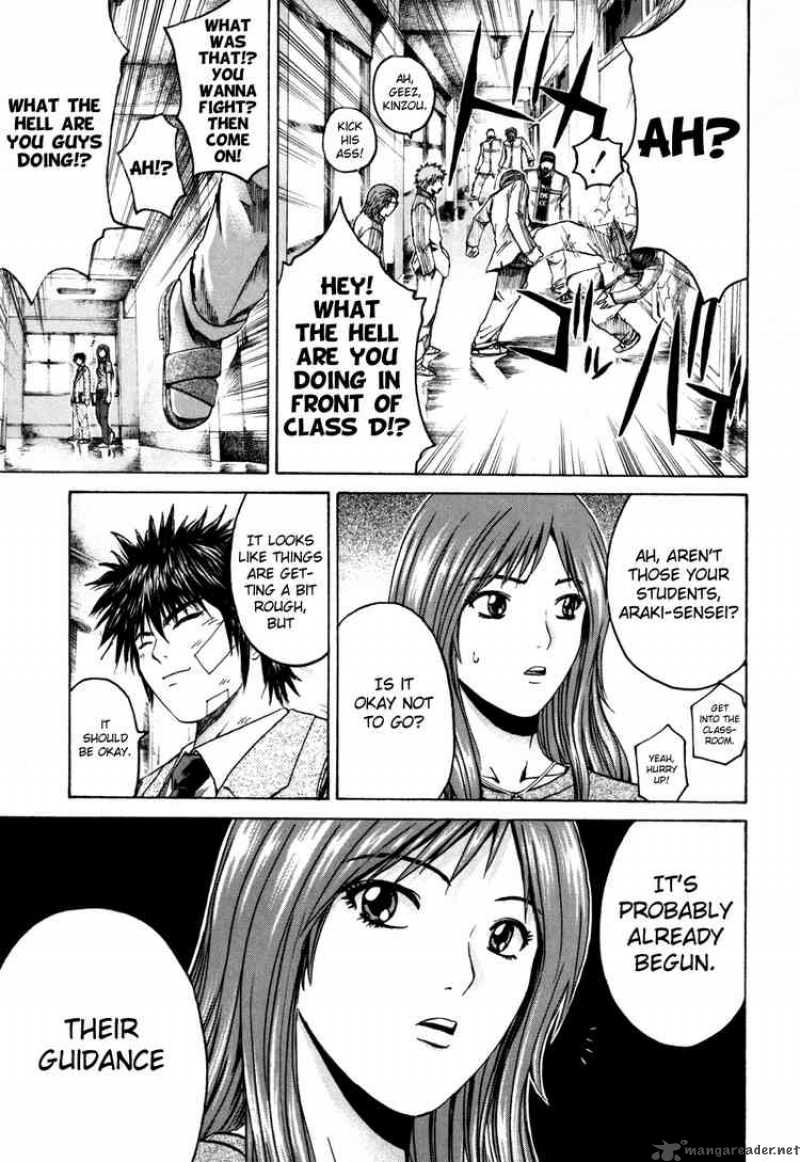 AH?
!
AH,
GEEZ,
KINZOU.
KICK
HIS
ASS!
HEY!
WHAT
THE HELL
ARE YOU
DOING IN
FRONT OF
CLASS D!?
WHAT
WAS
THAT!?
YOU
WANNA
FIGHT?
THEN
COME
ON!
AH!?
WHAT THE
HELL ARE
YOU GUYS
DOING!?
AH, AREN'T
THOSE YOUR
STUDENTS,
ARAKI-SENSEI?
GET
INTO THE
CLASS-
ROOM.
YEAH,
HURRY
UP!
IS IT
OKAY NOT
TO GO?
IT LOOKS
LIKE THINGS
ARE GET-
TING A BIT
ROUGH,
BUT
IT
SHOULD
BE OKAY.
IT'S
PROBABLY
ALREADY
BEGUN.
THEIR
GUIDANCE
mangareader.net